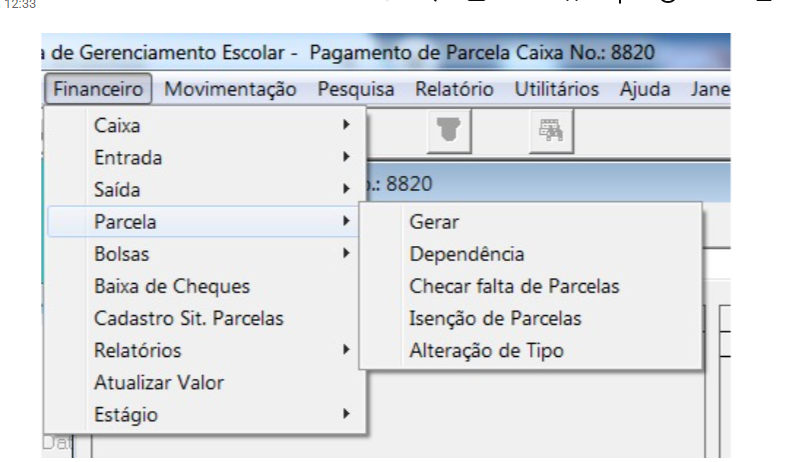 12:33
a de Gerenciamento Escolar - Pagamento de Parcela Caixa No.: 8820
Financeiro Movimentação Pesquisa Relatório Utilitários Ajuda Jane
.: 8820
Caixa
Entrada
Saída
Parcela
Bolsas
Baixa de Cheques
Cadastro Sit. Parcelas
Relatórios
Atualizar Valor
Estágio
Gerar
Dependência
Checar falta de Parcelas
Isenção de Parcelas
Alteração de Tipo
Dat